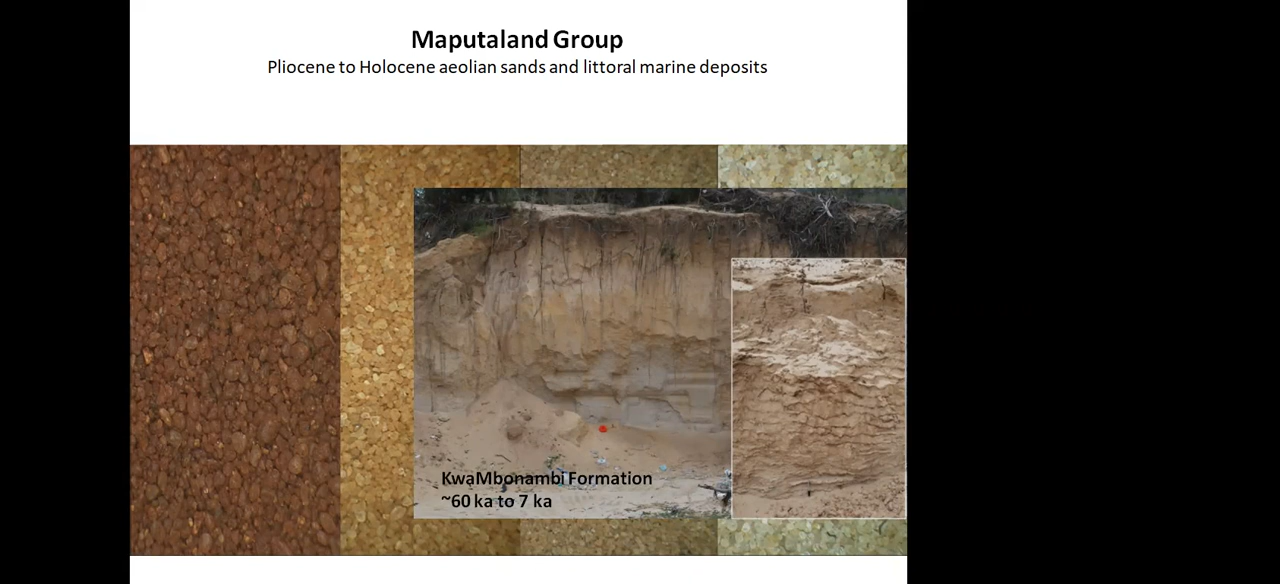 Maputaland Group
Pliocene to Holocene aeolian sands and littoral marine deposits
KwaMbonambi Formation
~60 ka to 7 ka